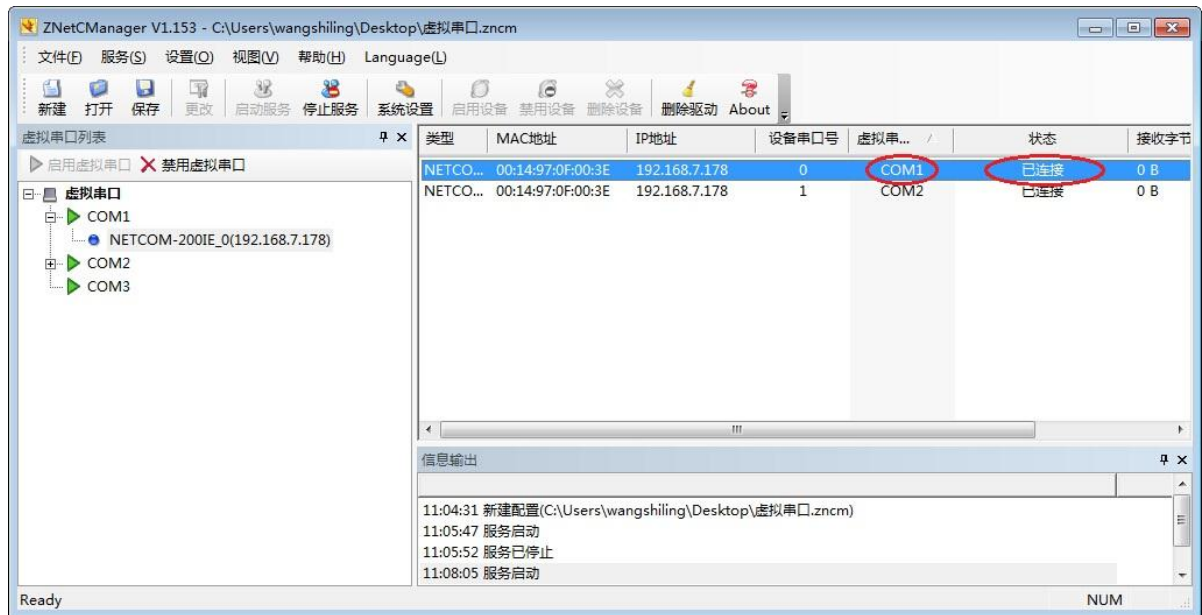 ZNetCManager V1.153 - C:\Users\wangshiling\Desktop\虚拟串口.zncm
文件(F) 服务(S) 设置(O) 视图(V) 帮助(H) Language(L)
新建 打开 保存 更改 启动服务 停止服务 系统设置 启用设备 禁用设备 删除设备 删除驱动 About
虚拟串口列表
启用虚拟串口 禁用虚拟串口
虚拟串口
COM1
NETCOM-200IE_0(192.168.7.178)
COM2
COM3
类型 MAC地址 IP地址 设备串口号 虚拟串... 状态 接收字节
NETCO... 00:14:97:0F:00:3E 192.168.7.178 0 COM1 已连接 0 B
NETCO... 00:14:97:0F:00:3E 192.168.7.178 1 COM2 已连接 0 B
信息输出
11:04:31 新建配置(C:\Users\wangshiling\Desktop\虚拟串口.zncm)
11:05:47 服务启动
11:05:52 服务已停止
11:08:05 服务启动
Ready NUM